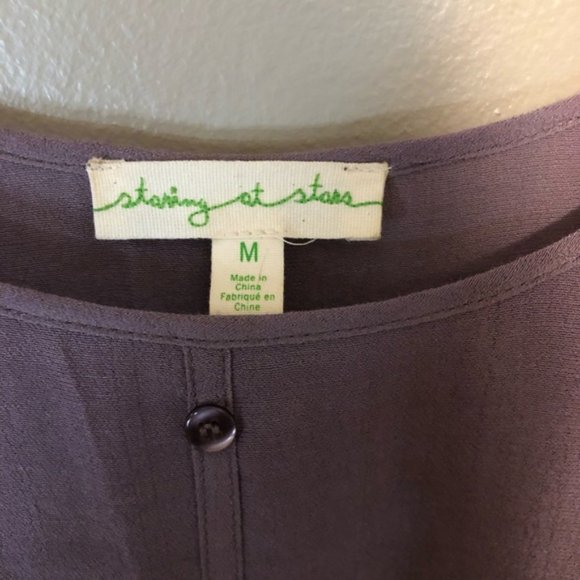 staring at stars
M
Made in
China
Fabriqué en
Chine